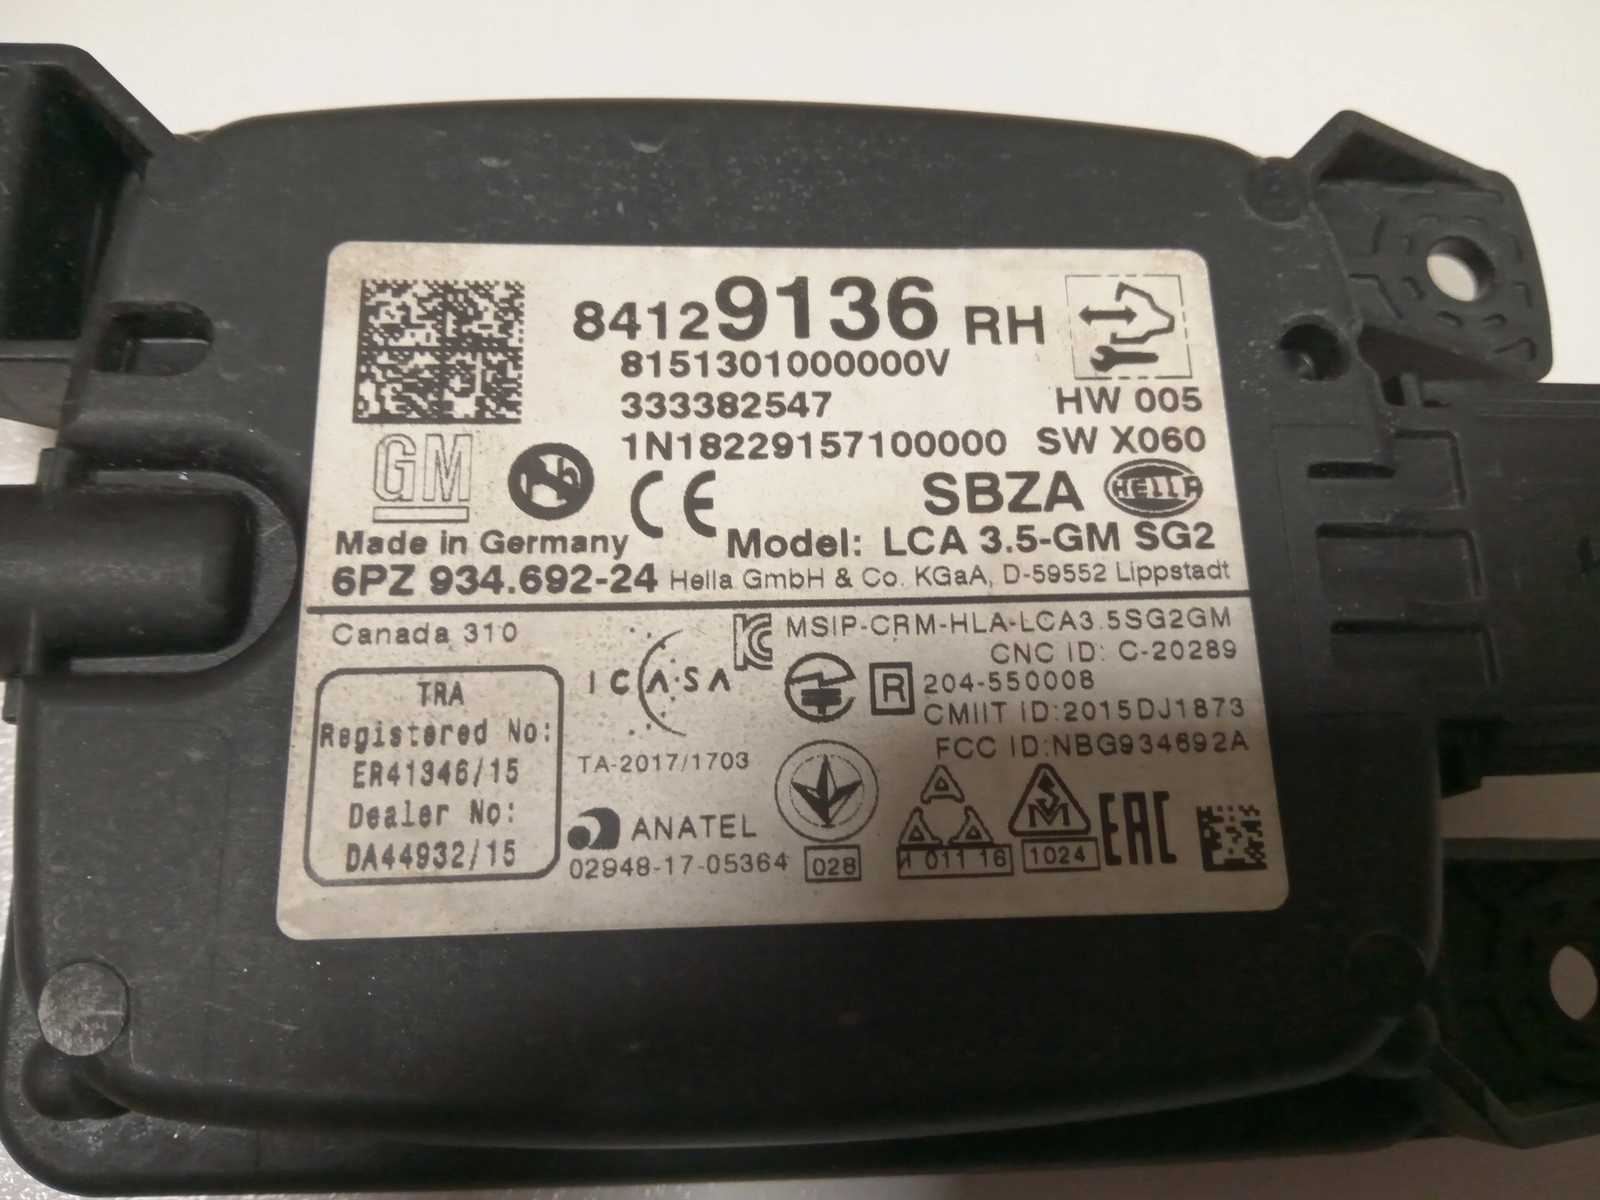 84129136 RH
8151301000000V
333382547 HW 005
1N18229157100000 SW X060
GM
CE SBZA HELLA
Made in Germany Model: LCA 3.5-GM SG2
6PZ 934.692-24 Hella GmbH & Co. KGaA, D-59552 Lippstadt
Canada 310
MSIP-CRM-HLA-LCA3.5SG2GM
CNC ID: C-20289
ICASA
R 204-550008
CMIIT ID:2015DJ1873
FCC ID:NBG934692A
TRA
Registered No:
ER41346/15
Dealer No:
DA44932/15
TA-2017/1703
ANATEL
02948-17-05364
028
011 16
SM
1024
EAC